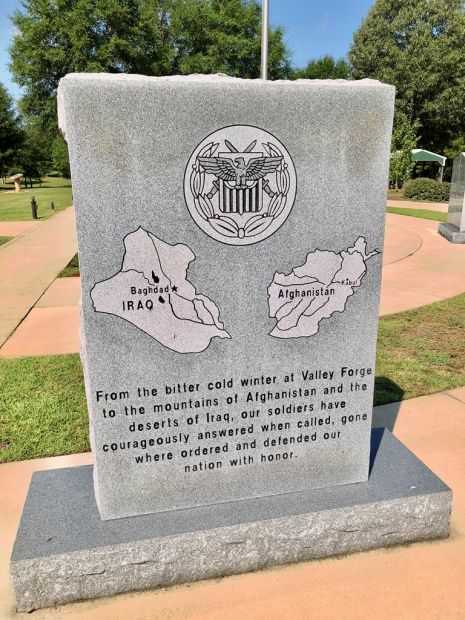 Baghdad
IRAQ
Kabul
Afghanistan
From the bitter cold winter at Valley Forge
to the mountains of Afghanistan and the
deserts of Iraq, our soldiers have
courageously answered when called, gone
where ordered and defended our
nation with honor.